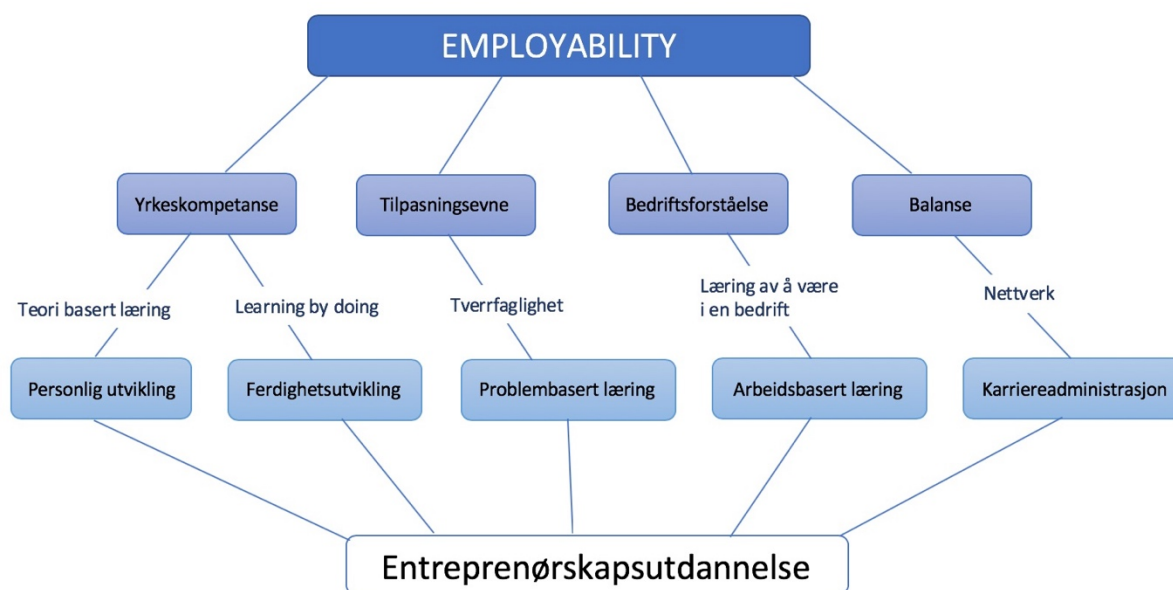 EMPLOYABILITY
Yrkeskompetanse
Tilpasningsevne
Bedriftsforståelse
Balanse
Teori basert læring
Learning by doing
Tverrfaglighet
Læring av å være
i en bedrift
Nettverk
Personlig utvikling
Ferdighetsutvikling
Problembasert læring
Arbeidsbasert læring
Karriereadministrasjon
Entreprenørskapsutdannelse